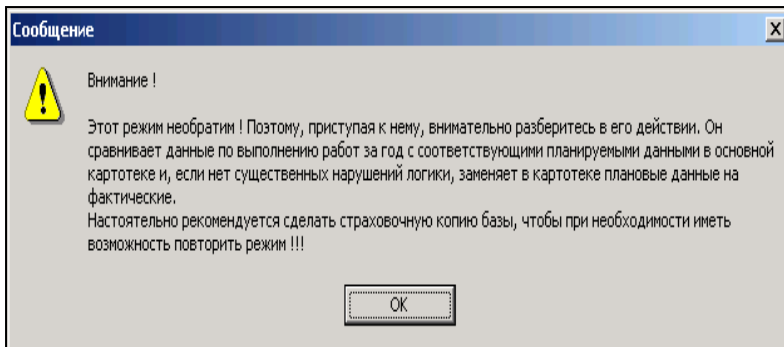 Сообщение
Внимание !
Этот режим необратим ! Поэтому, приступая к нему, внимательно разберитесь в его действии. Он
сравнивает данные по выполнению работ за год с соответствующими планируемыми данными в основной
картотеке и, если нет существенных нарушений логики, заменяет в картотеке плановые данные на
фактические.
Настоятельно рекомендуется сделать страховочную копию базы, чтобы при необходимости иметь
возможность повторить режим !!!
OK